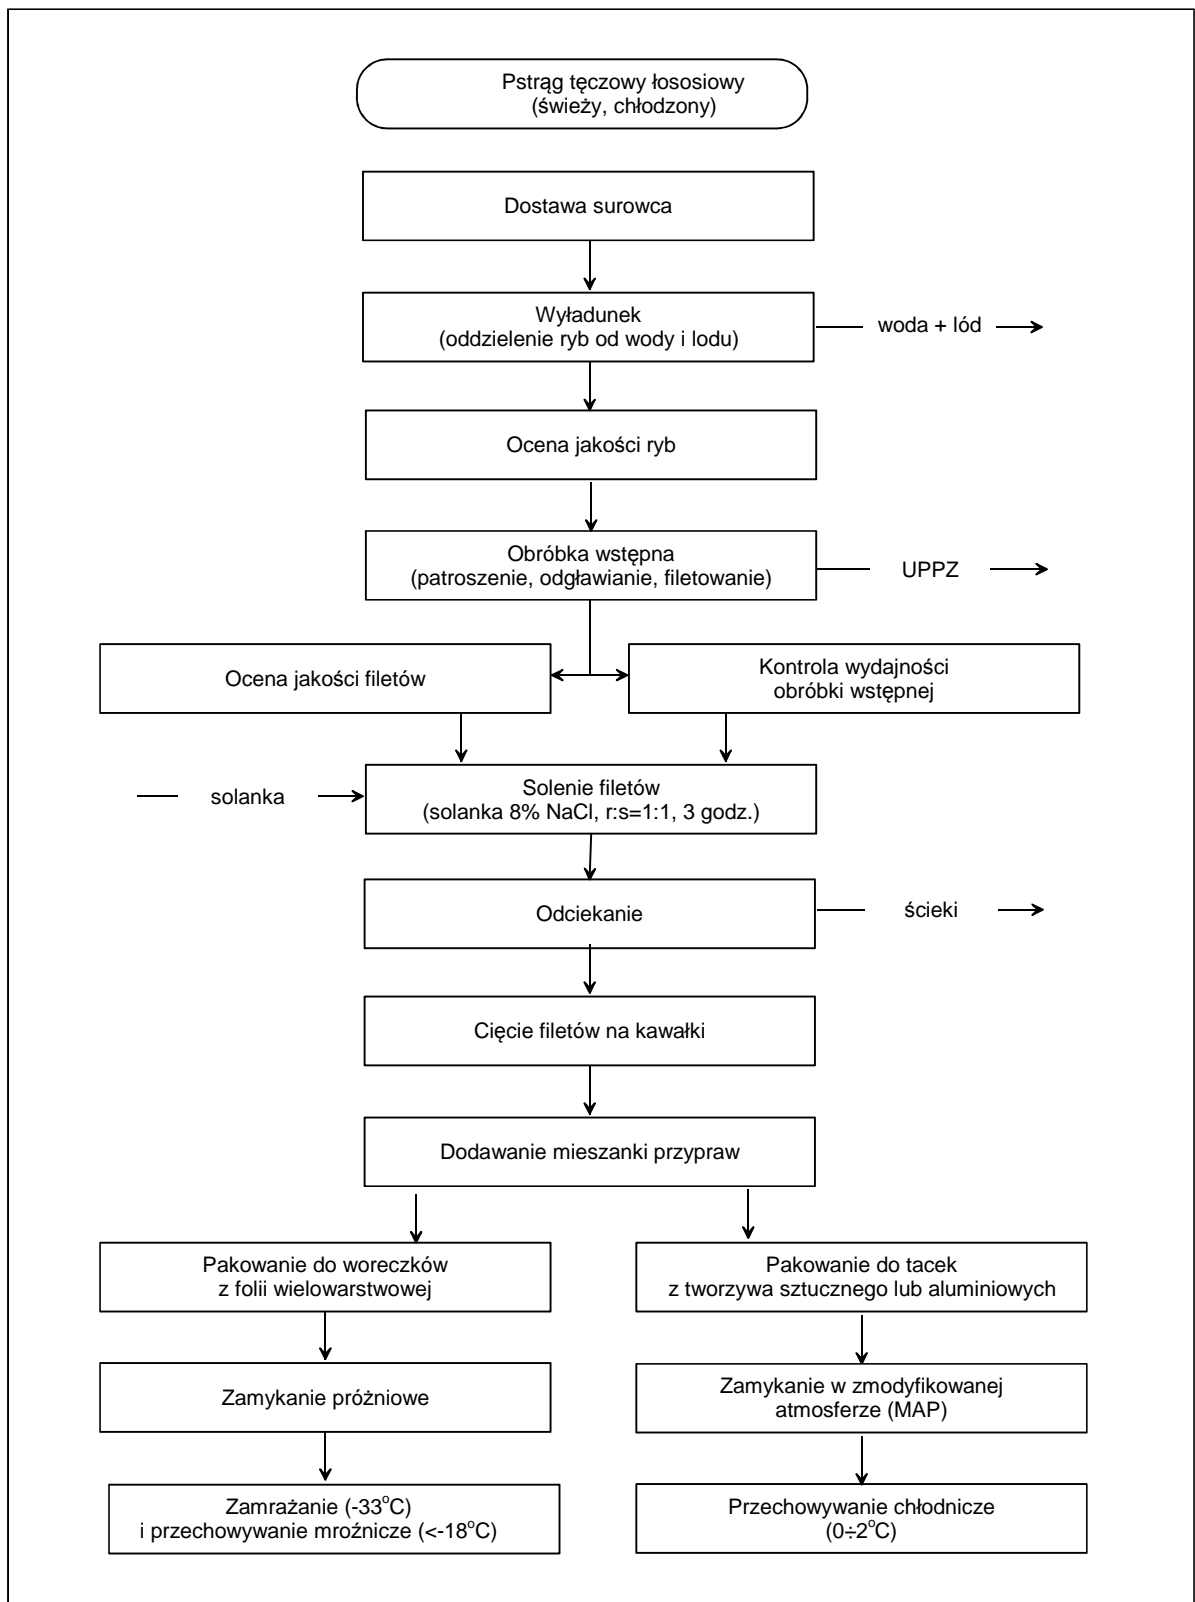 Pstrąg tęczowy łososiowy
(świeży, chłodzony)
Dostawa surowca
Wyładunek
(oddzielenie ryb od wody i lodu)
woda + lód
Ocena jakości ryb
Obróbka wstępna
(patroszenie, odgławianie, filetowanie)
UPPZ
Ocena jakości filetów
Kontrola wydajności
obróbki wstępnej
solanka
Solenie filetów
(solanka 8% NaCl, r:s=1:1, 3 godz.)
Odciekanie
ścieki
Cięcie filetów na kawałki
Dodawanie mieszanki przypraw
Pakowanie do woreczków
z folii wielowarstwowej
Pakowanie do tacek
z tworzywa sztucznego lub aluminiowych
Zamykanie próżniowe
Zamykanie w zmodyfikowanej
atmosferze (MAP)
Zamrażanie (-33°C)
i przechowywanie mroźnicze (<-18°C)
Przechowywanie chłodnicze
(0÷2°C)